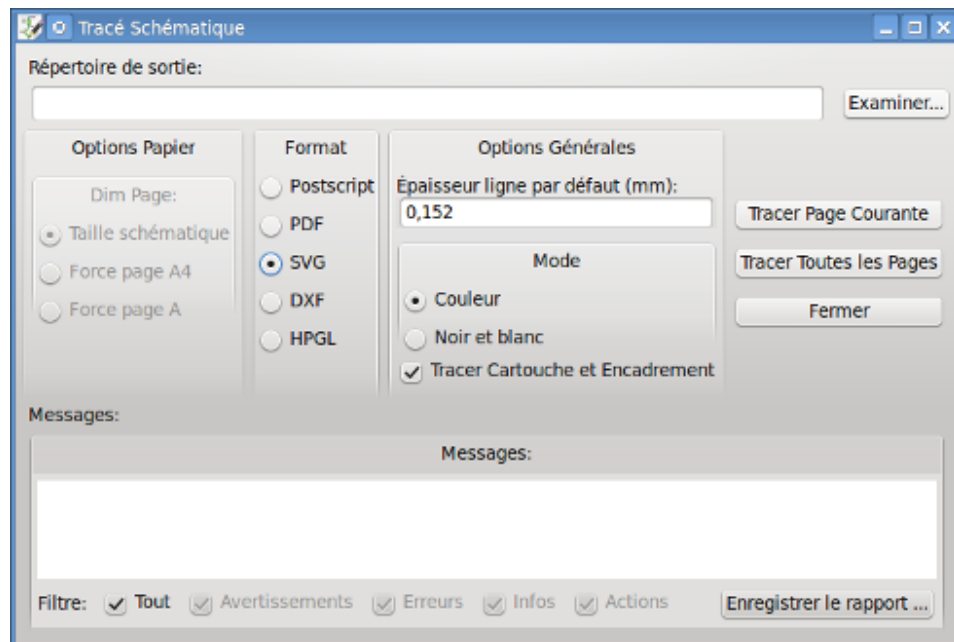 Tracé Schématique
Répertoire de sortie:
Examiner...
Options Papier
Dim Page:
Taille schématique
Force page A4
Force page A
Format
Postscript
PDF
SVG
DXF
HPGL
Options Générales
Épaisseur ligne par défaut (mm):
0,152
Mode
Couleur
Noir et blanc
Tracer Cartouche et Encadrement
Tracer Page Courante
Tracer Toutes les Pages
Fermer
Messages:
Messages:
Filtre: Tout Avertissements Erreurs Infos Actions Enregistrer le rapport ...